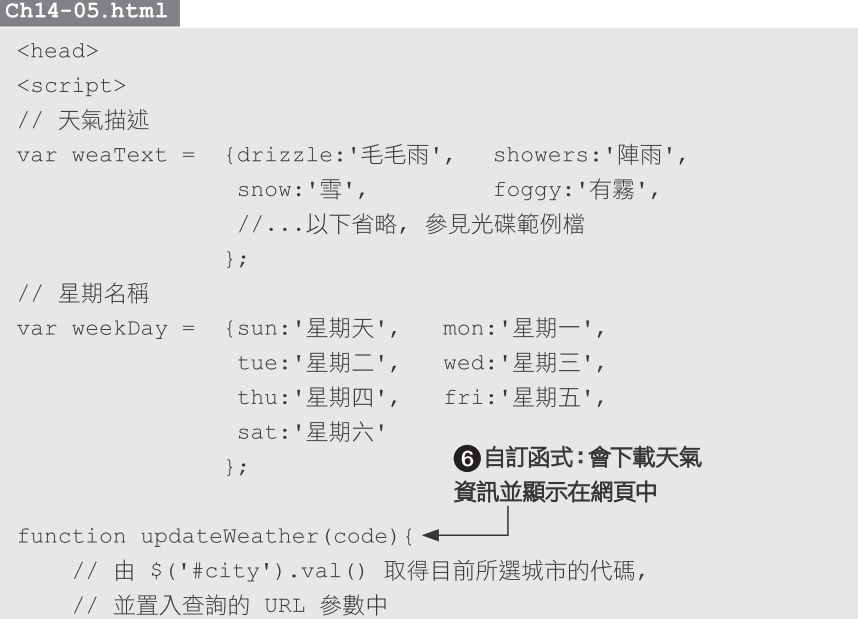 Ch14-05.html
<head>
<script>
// 天氣描述
var weaText =  {drizzle:'毛毛雨',   showers:'陣雨',
                snow:'雪',          foggy:'有霧',
                //...以下省略, 參見光碟範例檔
               };
// 星期名稱
var weekDay =  {sun:'星期天',   mon:'星期一',
                tue:'星期二',   wed:'星期三',
                thu:'星期四',   fri:'星期五',
                sat:'星期六'
               };
❻自訂函式:會下載天氣
資訊並顯示在網頁中
function updateWeather(code){
    // 由 $('#city').val() 取得目前所選城市的代碼,
    // 並置入查詢的 URL 參數中